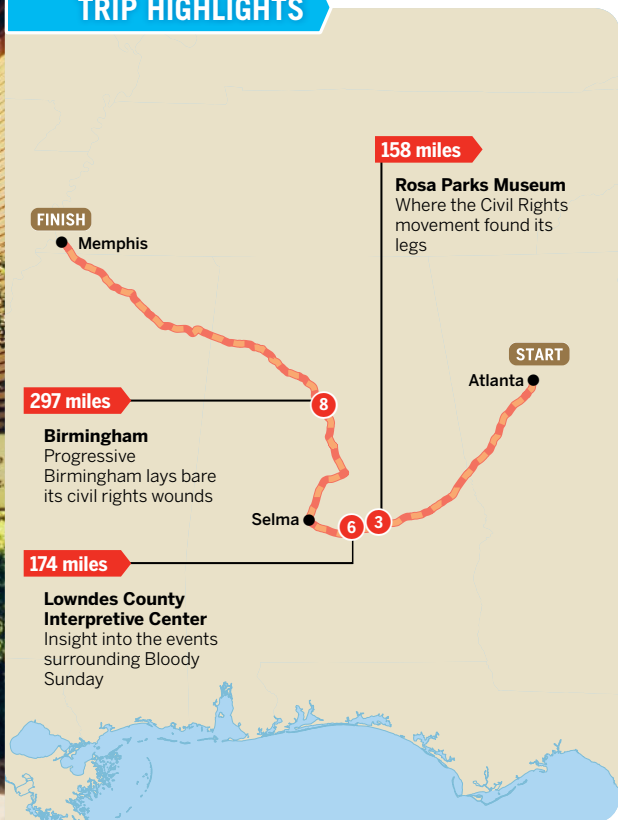 TRIP HIGHLIGHTS
158 miles
Rosa Parks Museum
Where the Civil Rights
movement found its
legs
FINISH
Memphis
START
Atlanta
297 miles
8
Birmingham
Progressive
Birmingham lays bare
its civil rights wounds
Selma
6
3
174 miles
Lowndes County
Interpretive Center
Insight into the events
surrounding Bloody
Sunday